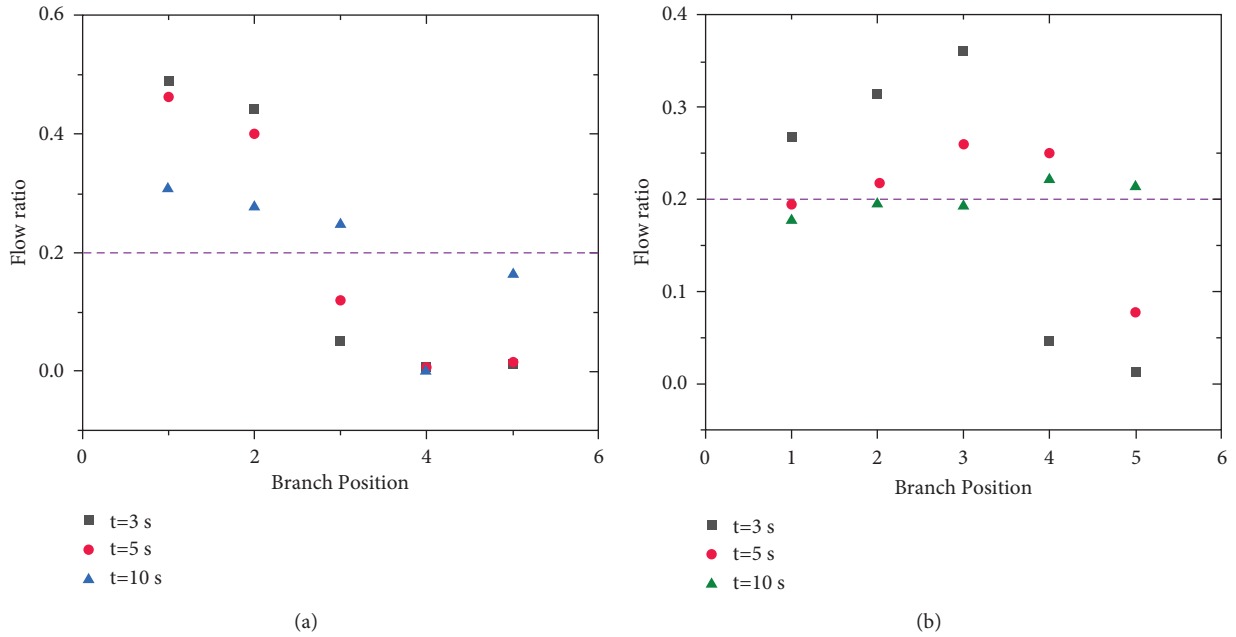 0.6
0.4
0.2
0.0
Flow ratio
0
2
4
6
Branch Position
t=3 s
t=5 s
t=10 s
(a)
0.4
0.3
0.2
0.1
0.0
Flow ratio
0
1
2
3
4
5
6
Branch Position
t=3 s
t=5 s
t=10 s
(b)